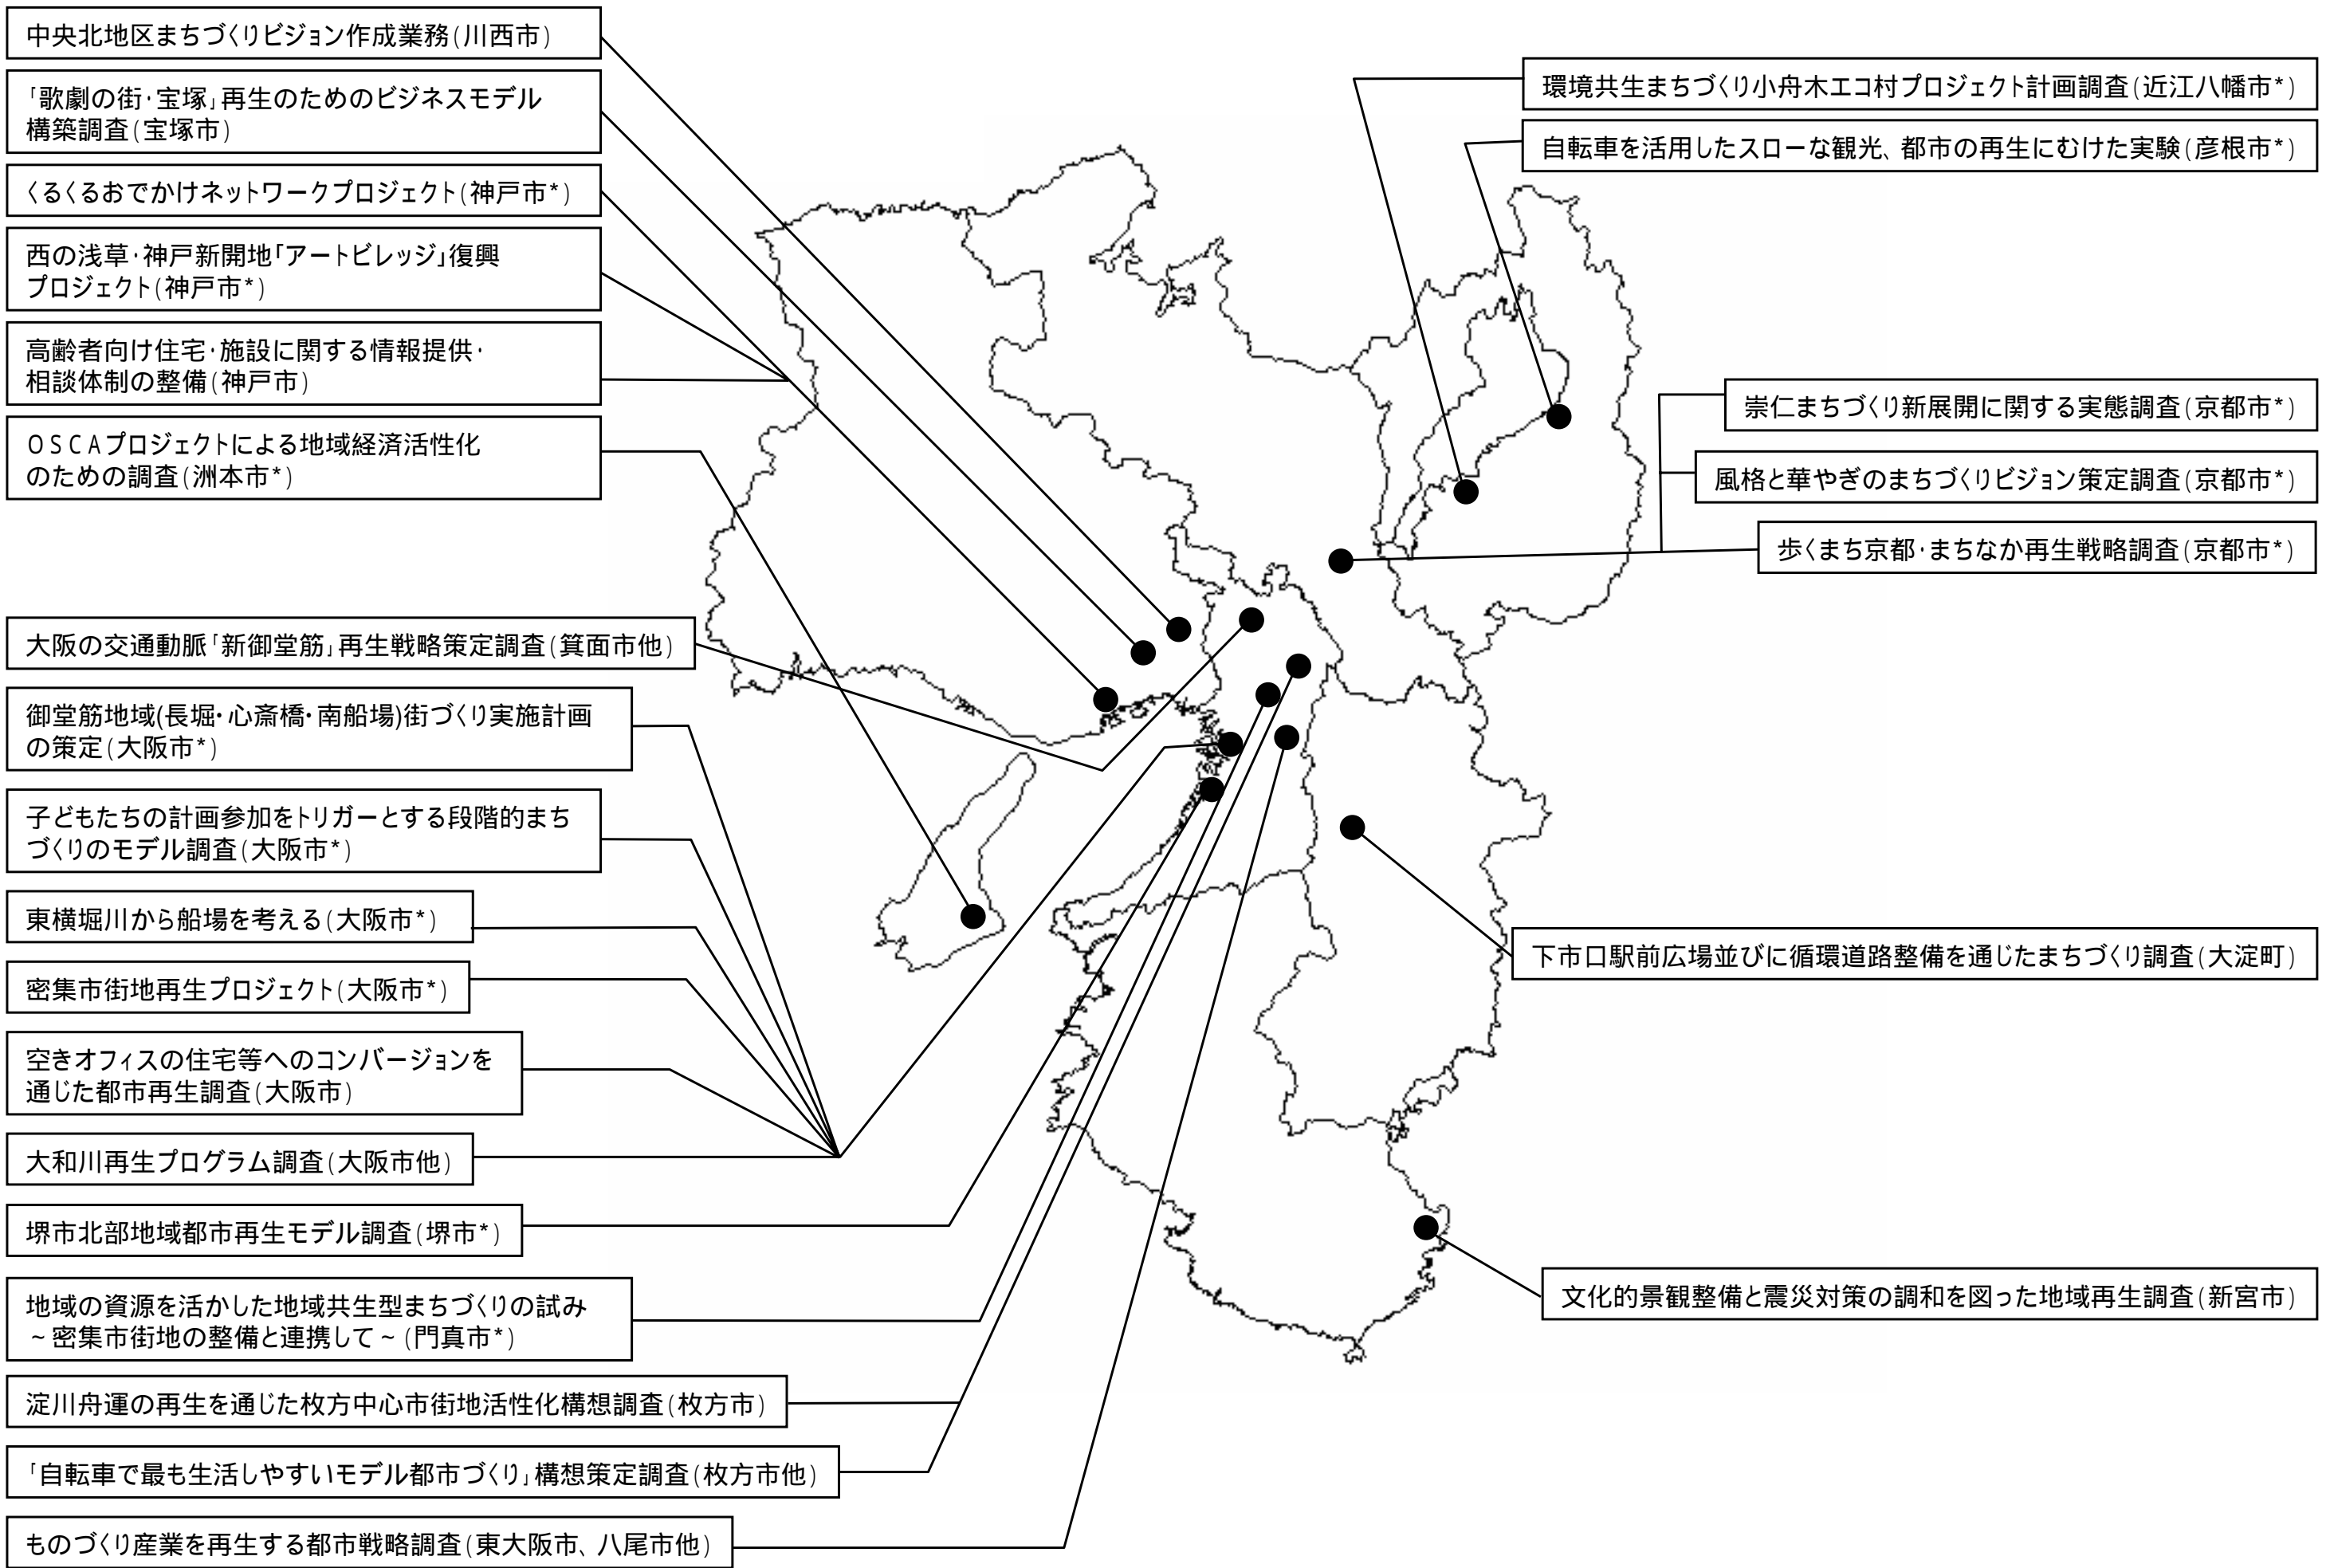 中央北地区まちづくりビジョン作成業務(川西市)
「歌劇の街・宝塚」再生のためのビジネスモデル
構築調査(宝塚市)
くるくるおでかけネットワークプロジェクト(神戸市*)
西の浅草・神戸新開地「アートビレッジ」復興
プロジェクト(神戸市*)
高齢者向け住宅・施設に関する情報提供・
相談体制の整備(神戸市)
OSCAプロジェクトによる地域経済活性化
のための調査(洲本市*)
大阪の交通動脈「新御堂筋」再生戦略策定調査(箕面市他)
御堂筋地域(長堀・心斎橋・南船場)街づくり実施計画
の策定(大阪市*)
子どもたちの計画参加をトリガーとする段階的まち
づくりのモデル調査(大阪市*)
東横堀川から船場を考える(大阪市*)
密集市街地再生プロジェクト(大阪市*)
空きオフィスの住宅等へのコンバージョンを
通じた都市再生調査(大阪市)
大和川再生プログラム調査(大阪市他)
堺市北部地域都市再生モデル調査(堺市*)
地域の資源を活かした地域共生型まちづくりの試み
~密集市街地の整備と連携して~(門真市*)
淀川舟運の再生を通じた枚方中心市街地活性化構想調査(枚方市)
「自転車で最も生活しやすいモデル都市づくり」構想策定調査(枚方市他)
ものづくり産業を再生する都市戦略調査(東大阪市、八尾市他)
環境共生まちづくり小舟木エコ村プロジェクト計画調査(近江八幡市*)
自転車を活用したスローな観光、都市の再生にむけた実験(彦根市*)
崇仁まちづくり新展開に関する実態調査(京都市*)
風格と華やぎのまちづくりビジョン策定調査(京都市*)
歩くまち京都・まちなか再生戦略調査(京都市*)
下市口駅前広場並びに循環道路整備を通じたまちづくり調査(大淀町)
文化的景観整備と震災対策の調和を図った地域再生調査(新宮市)